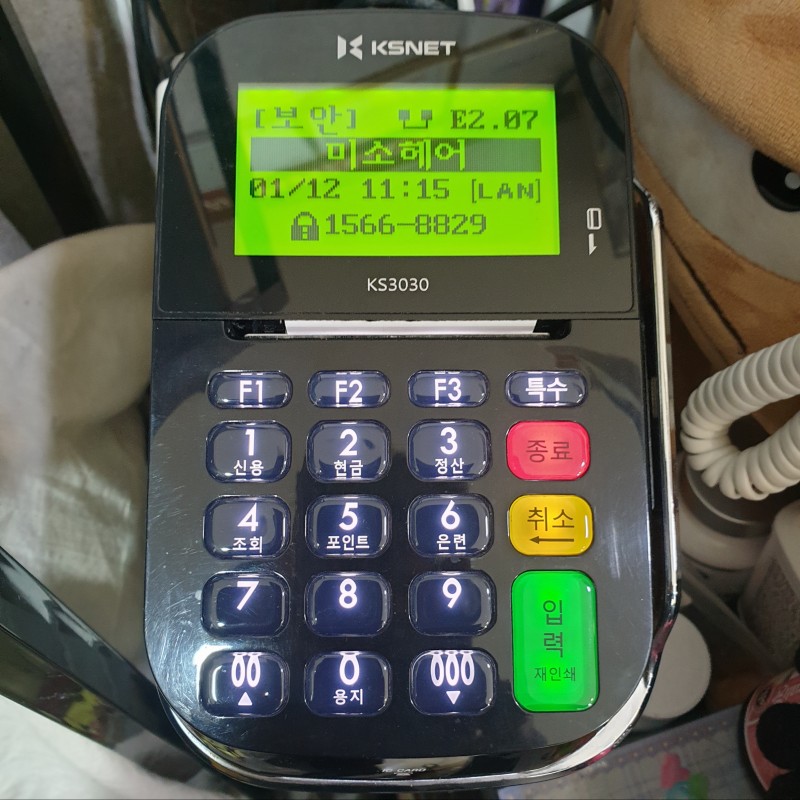 KSNET
[보안] E2.07
미소헤어
01/12 11:15 [LAN]
1566-8829
KS3030
F1 F2 F3 특수
1 2 3 종료
신용 현금 정산
4 5 6 취소
조회 포인트 은련
7 8 9 입력
재인쇄
00 0 000
용지
IC CARD